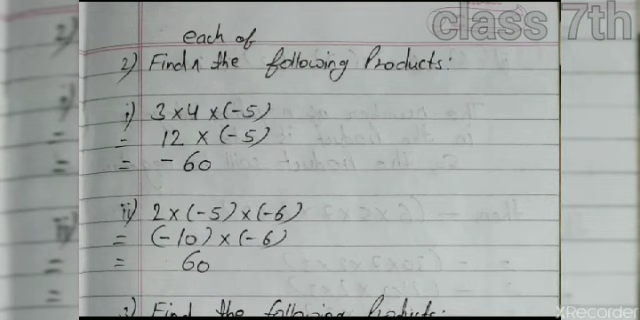 class 7th
each of
2) Find ∧ the following Products:
i) 3 × 4 × (-5)
= 12 × (-5)
= - 60
ii) 2 × (-5) × (-6)
= (-10) × (-6)
= 60
3) Find the following Products:
XRecorder